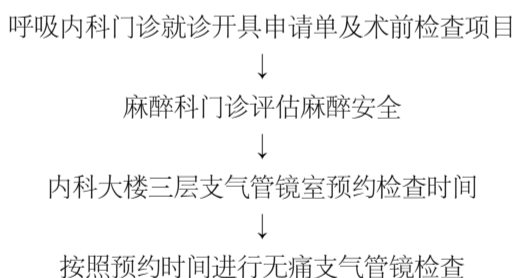 呼吸内科门诊就诊开具申请单及术前检查项目
↓
麻醉科门诊评估麻醉安全
↓
内科大楼三层支气管镜室预约检查时间
↓
按照预约时间进行无痛支气管镜检查